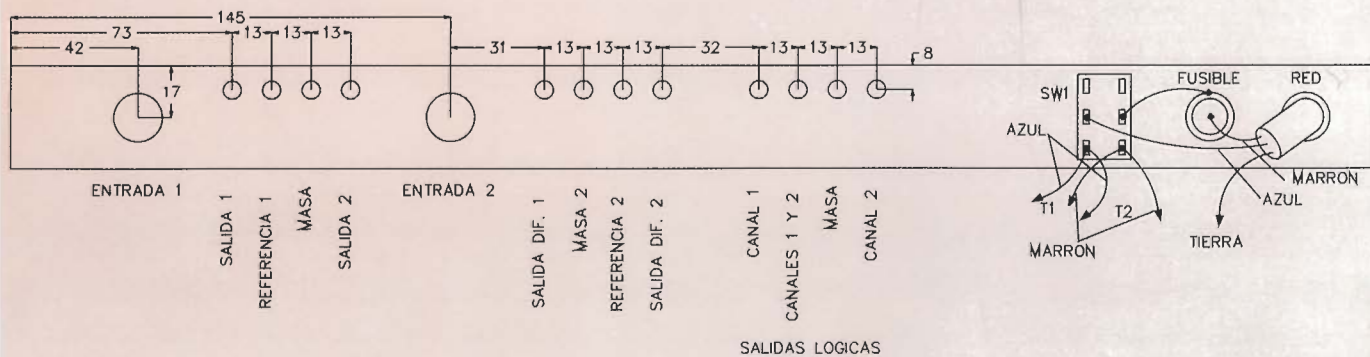 145
73
13
13
13
42
31
13
13
13
32
13
13
13
8
17
SW1
FUSIBLE
RED
AZUL
MARRON
AZUL
T1
T2
MARRON
TIERRA
ENTRADA 1
SALIDA 1
REFERENCIA 1
MASA
SALIDA 2
ENTRADA 2
SALIDA DIF. 1
MASA 2
REFERENCIA 2
SALIDA DIF. 2
CANAL 1
CANALES 1 Y 2
MASA
CANAL 2
SALIDAS LOGICAS